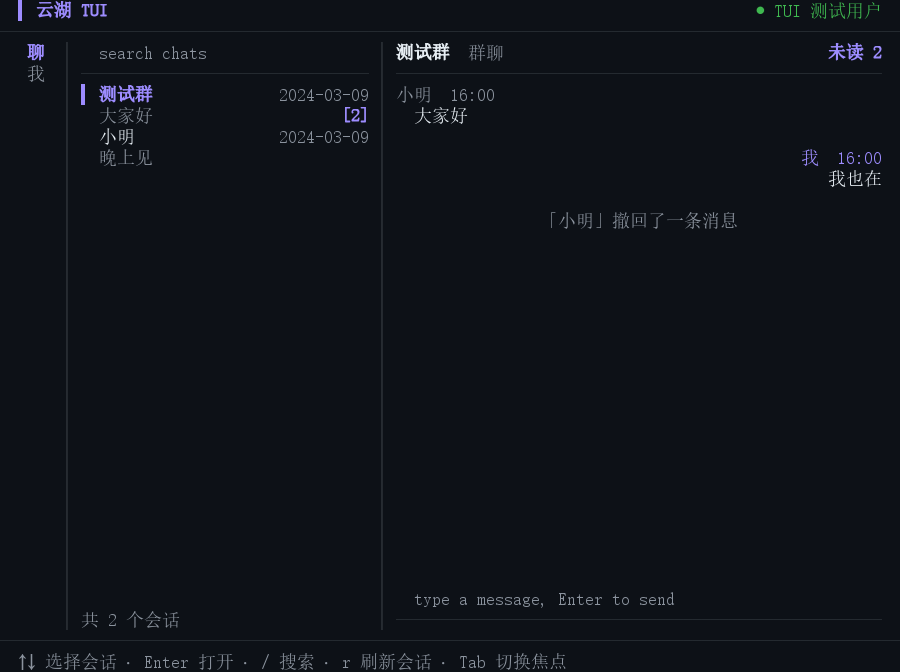 云湖 TUI
● TUI 测试用户
聊
我
search chats
测试群 2024-03-09
大家好 [2]
小明 2024-03-09
晚上见
共 2 个会话
测试群 群聊 未读 2
小明 16:00
大家好
我 16:00
我也在
「小明」撤回了一条消息
type a message, Enter to send
↑↓ 选择会话 · Enter 打开 · / 搜索 · r 刷新会话 · Tab 切换焦点